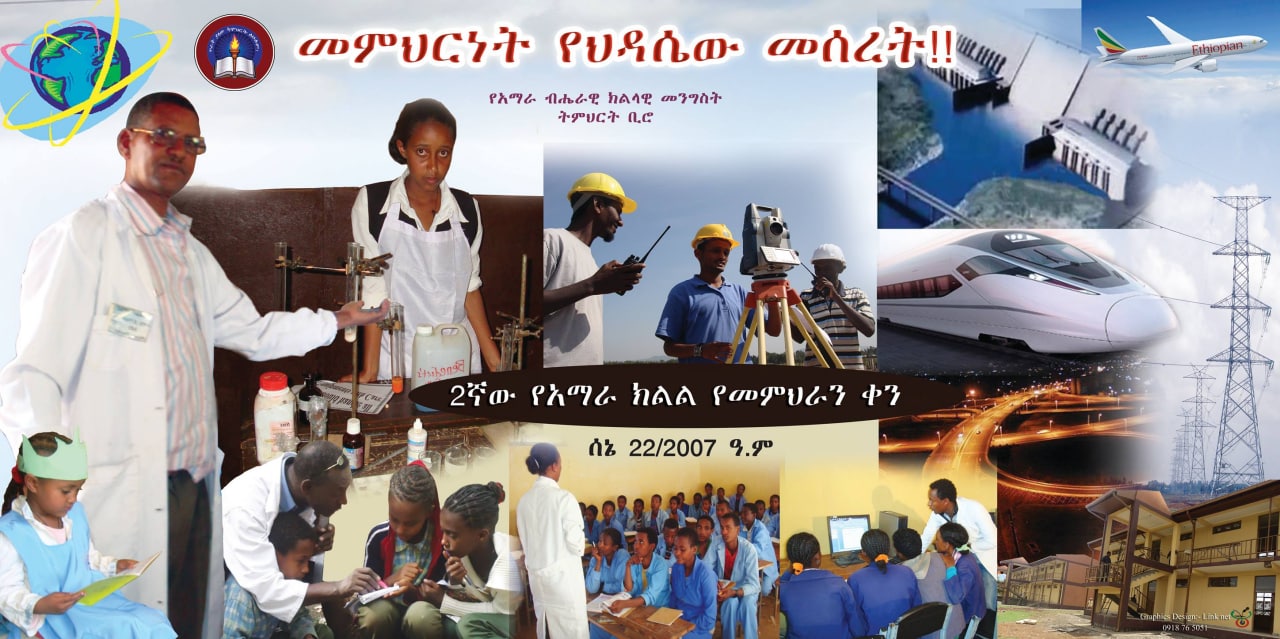 መምህርነት የህዳሴው መሰረት!!
የአማራ ብሔራዊ ክልላዊ መንግስት
ትምህርት ቢሮ
Ethiopian
2ኛው የአማራ ክልል የመምህራን ቀን
ሰኔ 22/2007 ዓ.ም
Graphics Design:- Link net
0918 76 5051